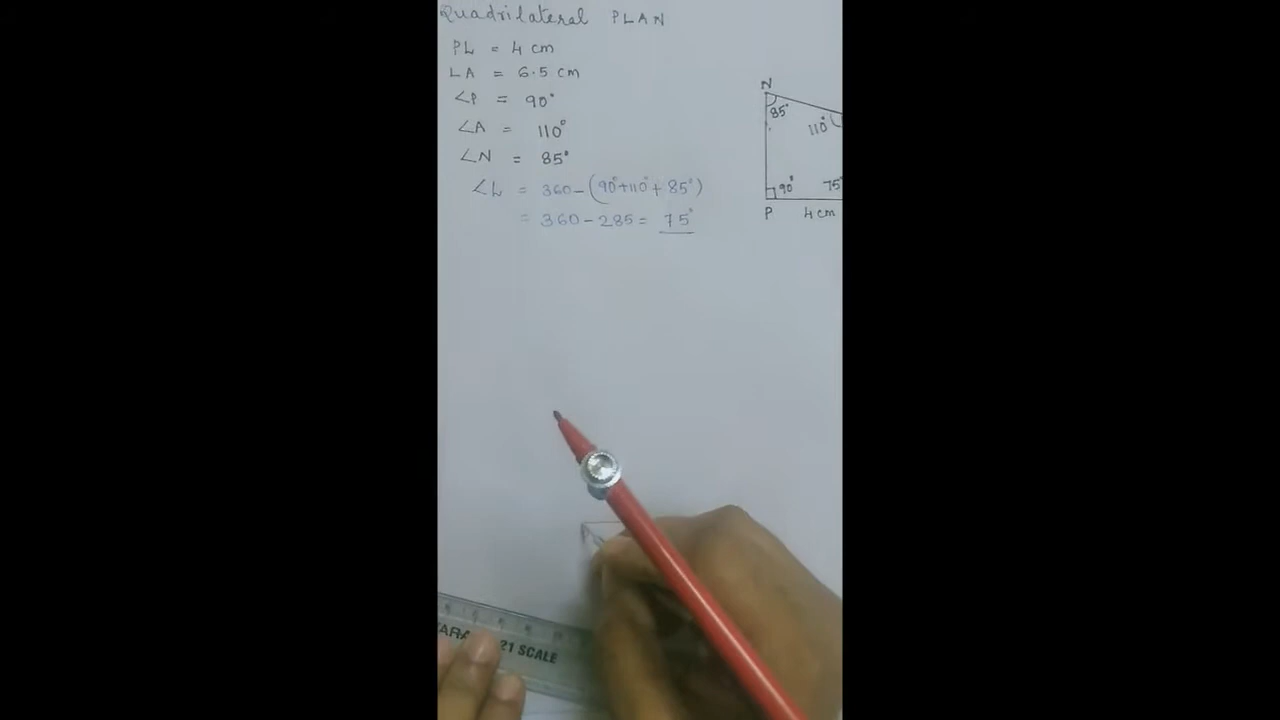 Quadrilateral PLAN
PL = 4 cm
LA = 6.5 cm
∠P = 90°
∠A = 110°
∠N = 85°
∠L = 360-(90°+110°+85°)
= 360-285= 75°
N
85°
110°
90°
75°
P
4 cm
21 SCALE